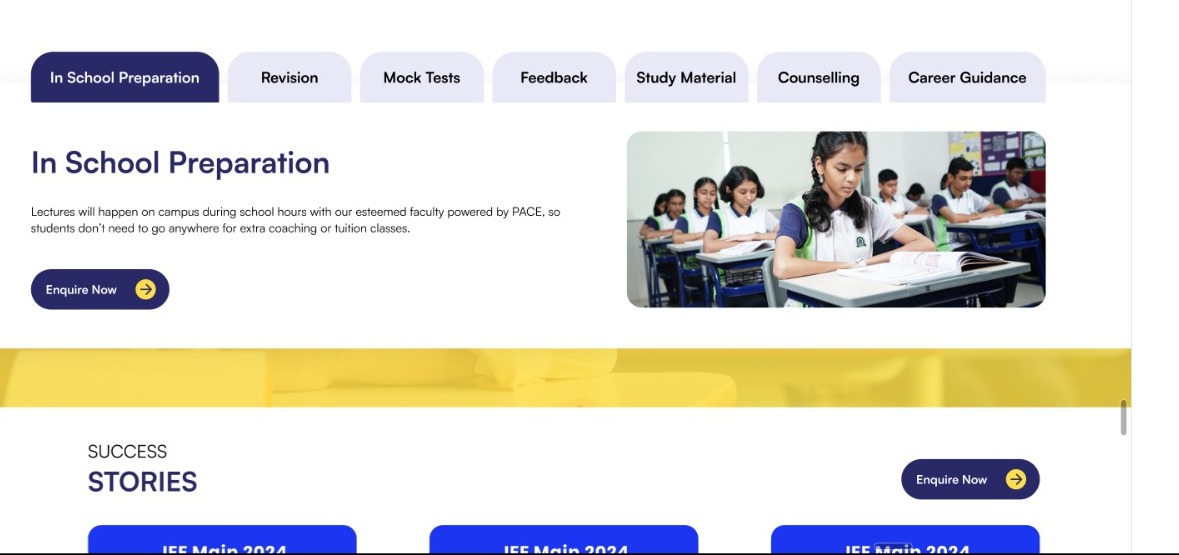 In School Preparation
Revision
Mock Tests
Feedback
Study Material
Counselling
Career Guidance
In School Preparation
Lectures will happen on campus during school hours with our esteemed faculty powered by PACE, so
students don't need to go anywhere for extra coaching or tuition classes.
Enquire Now
SUCCESS
STORIES
Enquire Now
JEE Main 2024
JEE Main 2024
JEE Main 2024